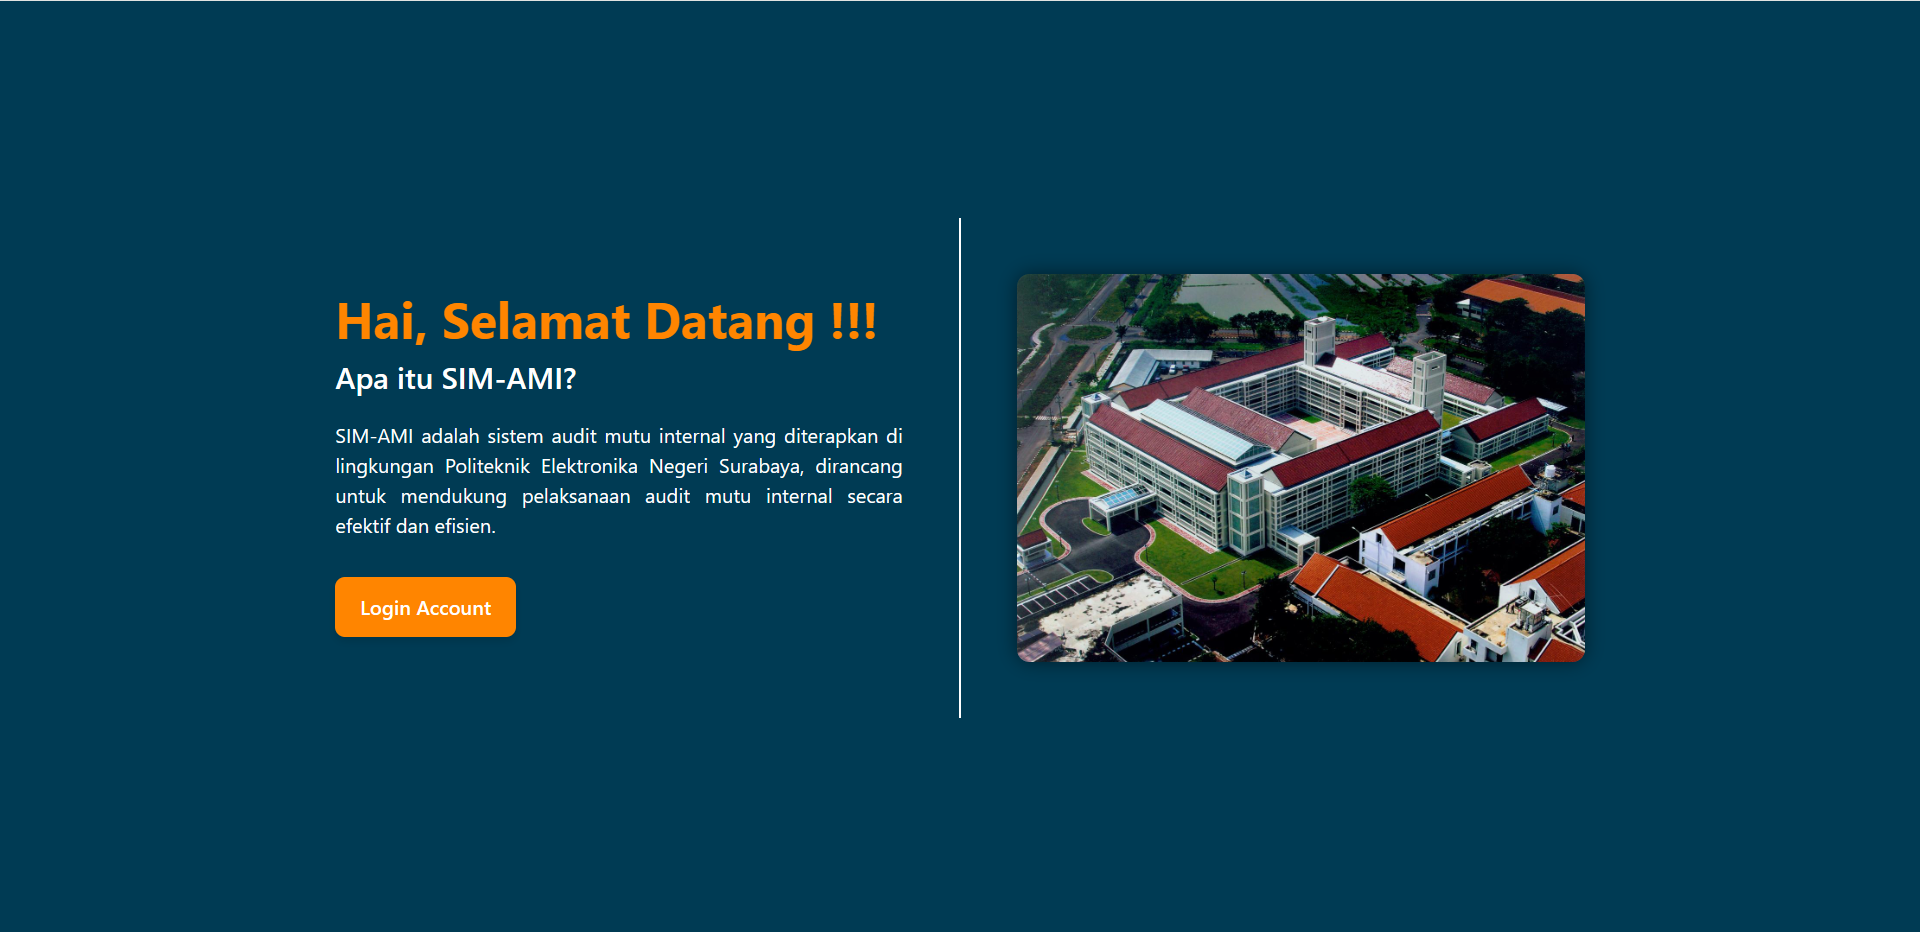 Hai, Selamat Datang !!!
Apa itu SIM-AMI?
SIM-AMI adalah sistem audit mutu internal yang diterapkan di
lingkungan Politeknik Elektronika Negeri Surabaya, dirancang
untuk mendukung pelaksanaan audit mutu internal secara
efektif dan efisien.
Login Account